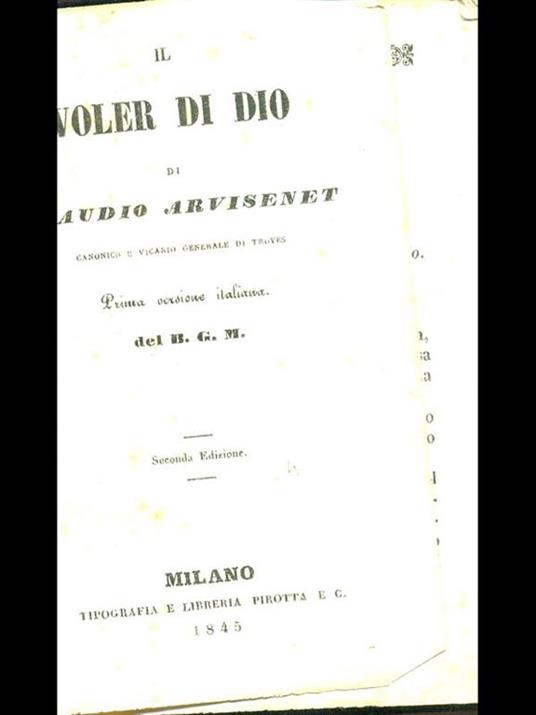 IL
VOLER DI DIO
DI
AUDIO ARVISENET
CANONICO E VICARIO GENERALE DI TROYES
Prima versione italiana.
del B. G. M.
Seconda Edizione.
MILANO
TIPOGRAFIA E LIBRERIA PIROTTA E C.
1845
o.
a
o
o